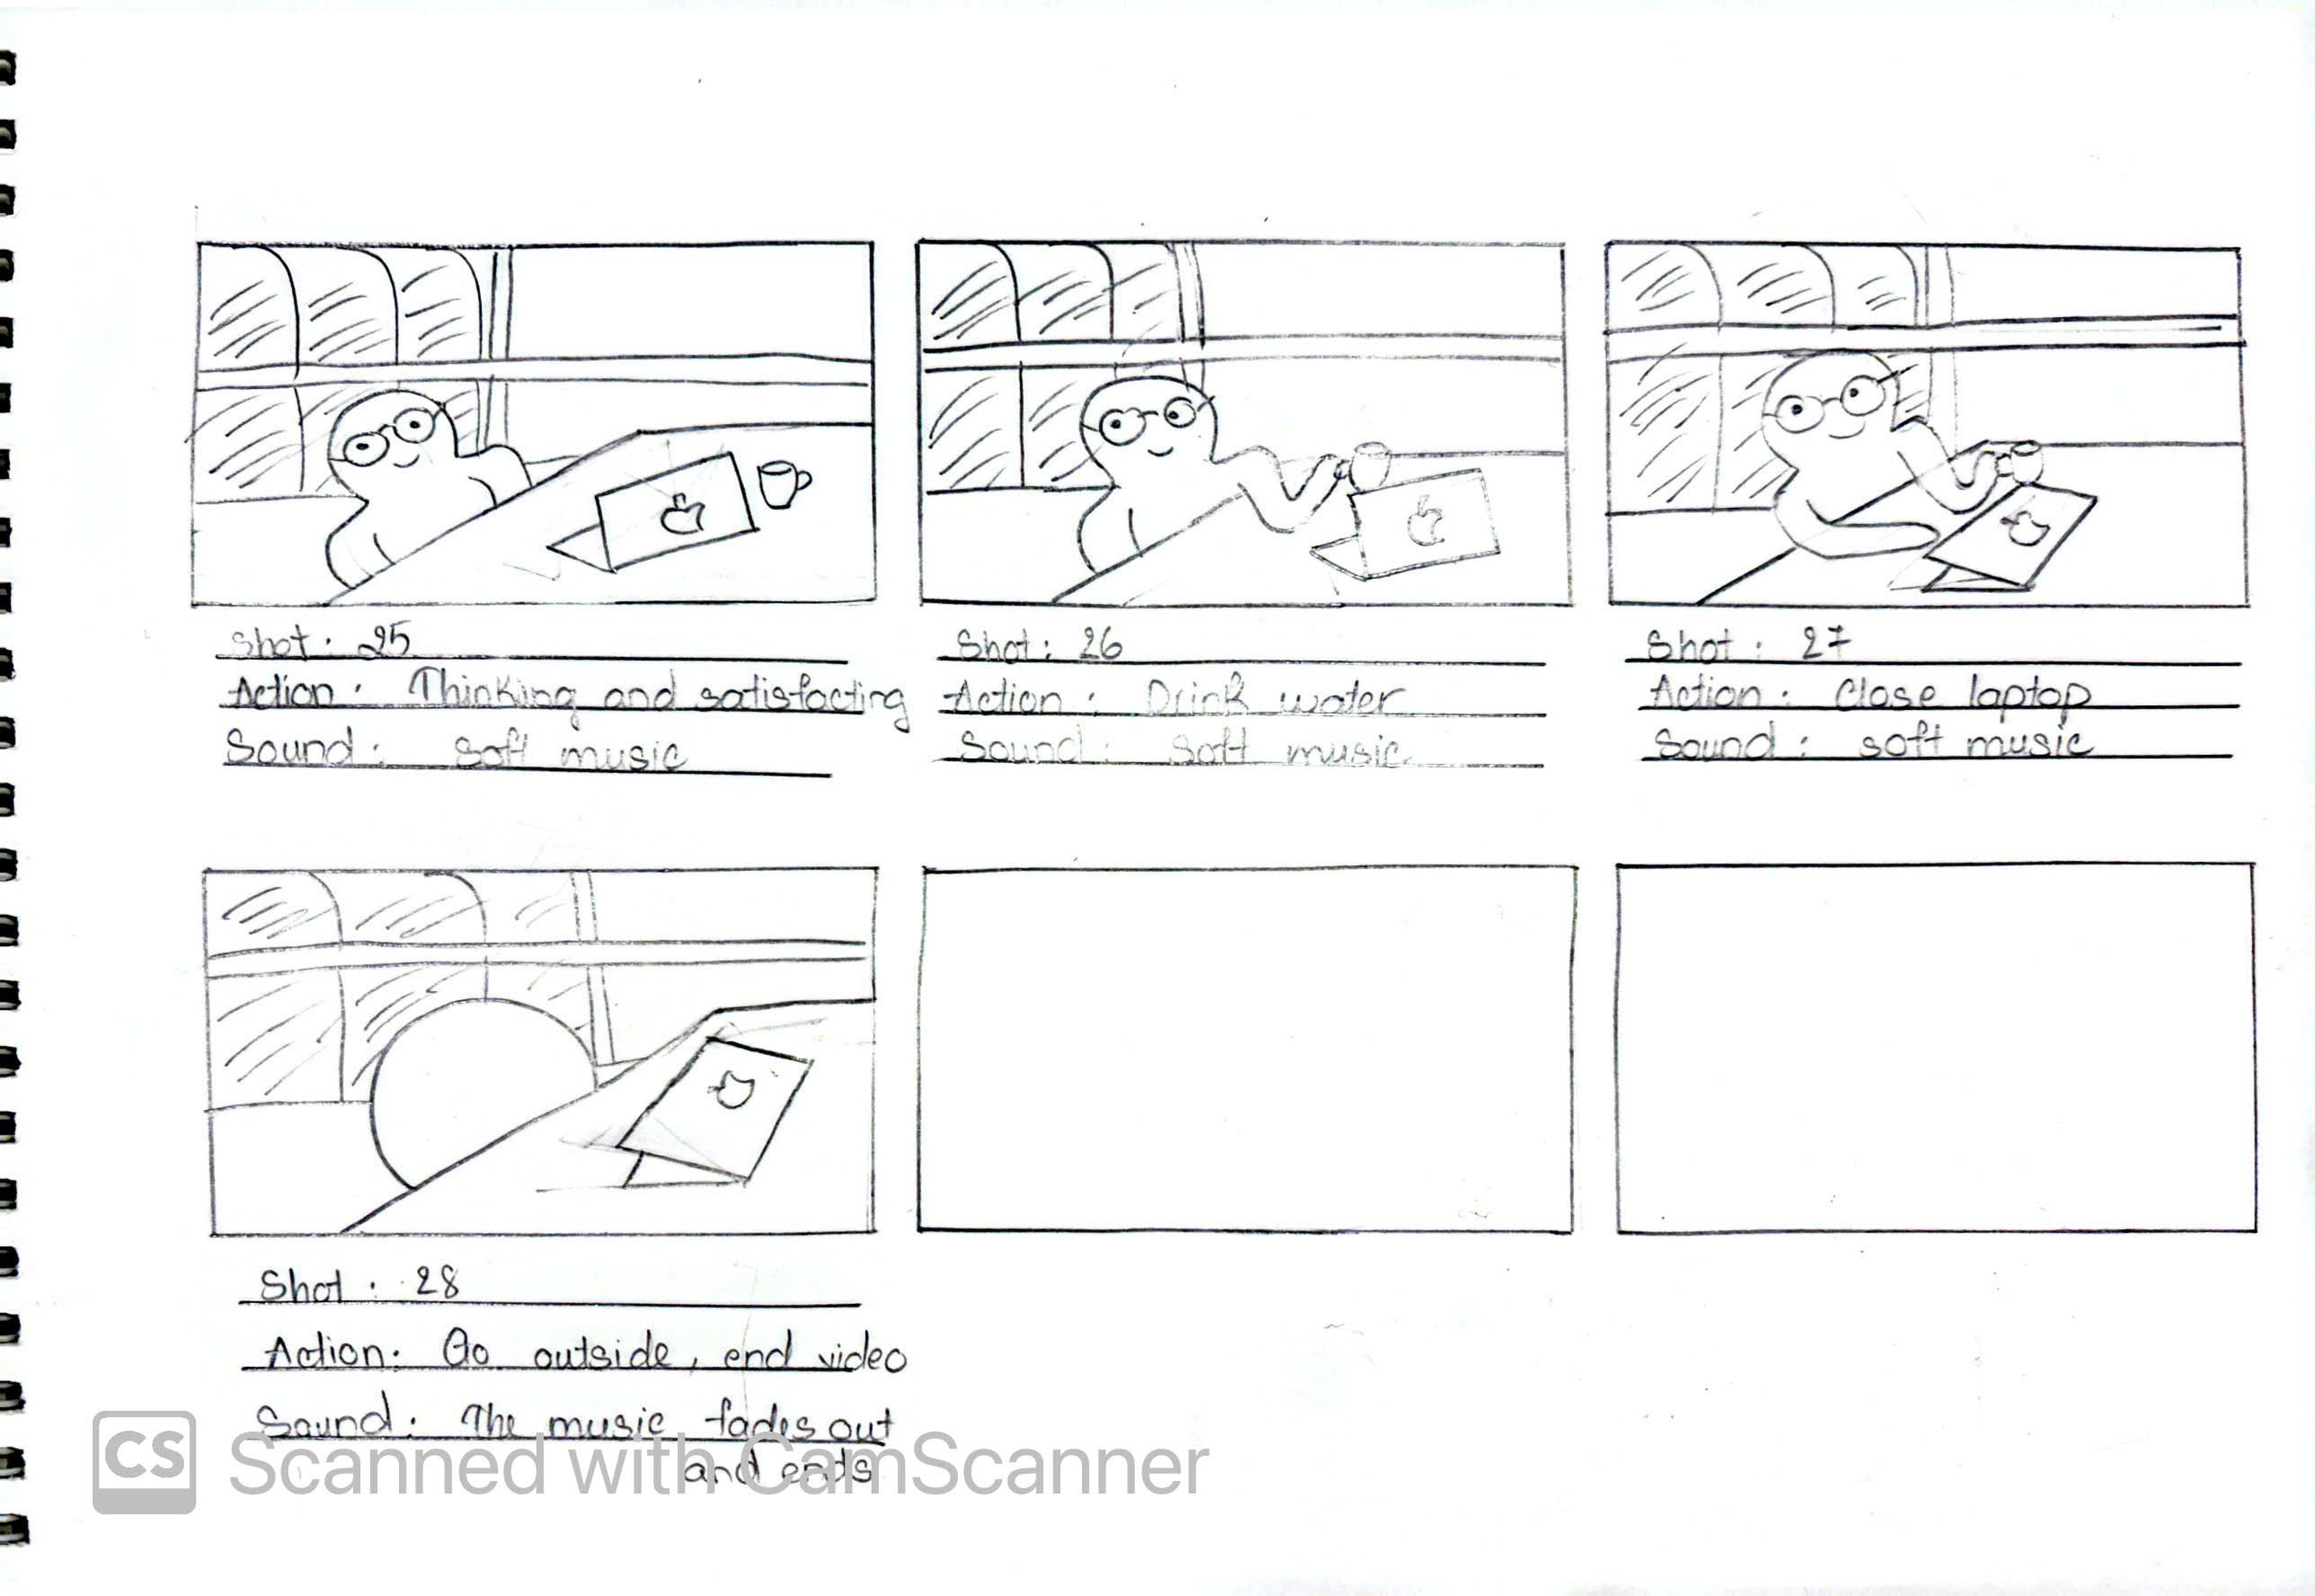 Shot : 25
Action : Thinking and satisfacting
Sound : Soft music
Shot : 26
Action : Drink water
Sound : Soft music
Shot : 27
Action : Close laptop
Sound : soft music
Shot : 28
Action : Go outside, end video
Sound : The music fades out
and ends
CS Scanned with CamScanner